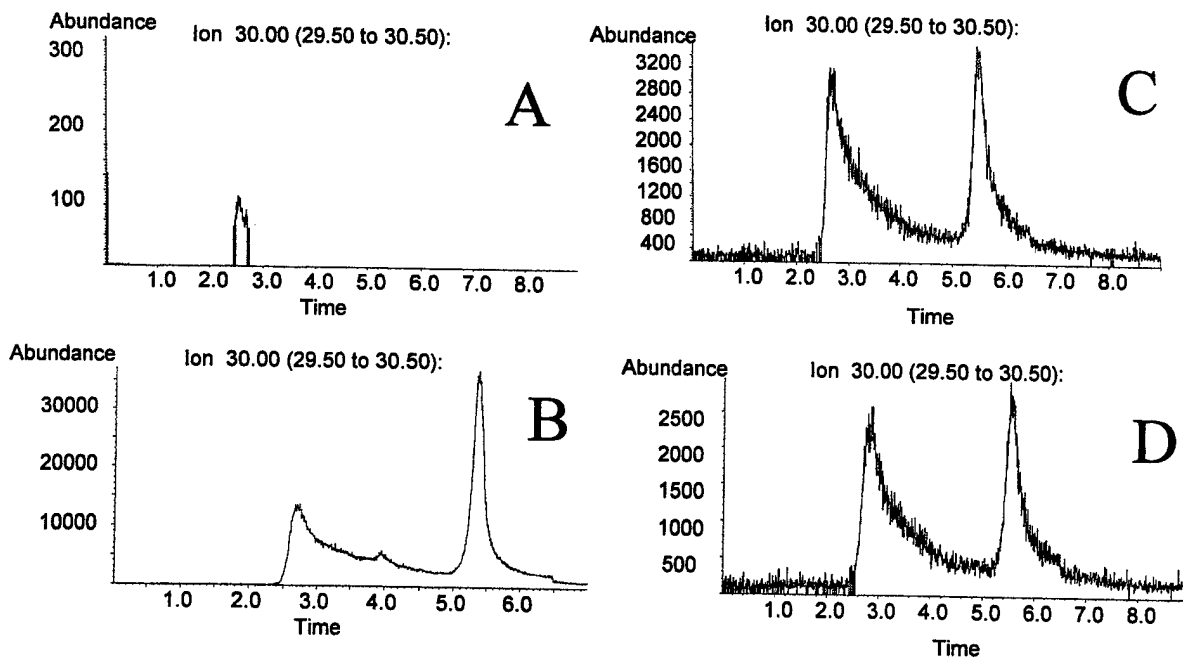 Abundance
Ion 30.00 (29.50 to 30.50):
300
200
100
A
1.0 2.0 3.0 4.0 5.0 6.0 7.0 8.0
Time
Abundance
Ion 30.00 (29.50 to 30.50):
30000
20000
10000
B
1.0 2.0 3.0 4.0 5.0 6.0
Time
Abundance
Ion 30.00 (29.50 to 30.50):
3200
2800
2400
2000
1600
1200
800
400
C
1.0 2.0 3.0 4.0 5.0 6.0 7.0 8.0
Time
Abundance
Ion 30.00 (29.50 to 30.50):
2500
2000
1500
1000
500
D
1.0 2.0 3.0 4.0 5.0 6.0 7.0 8.0
Time